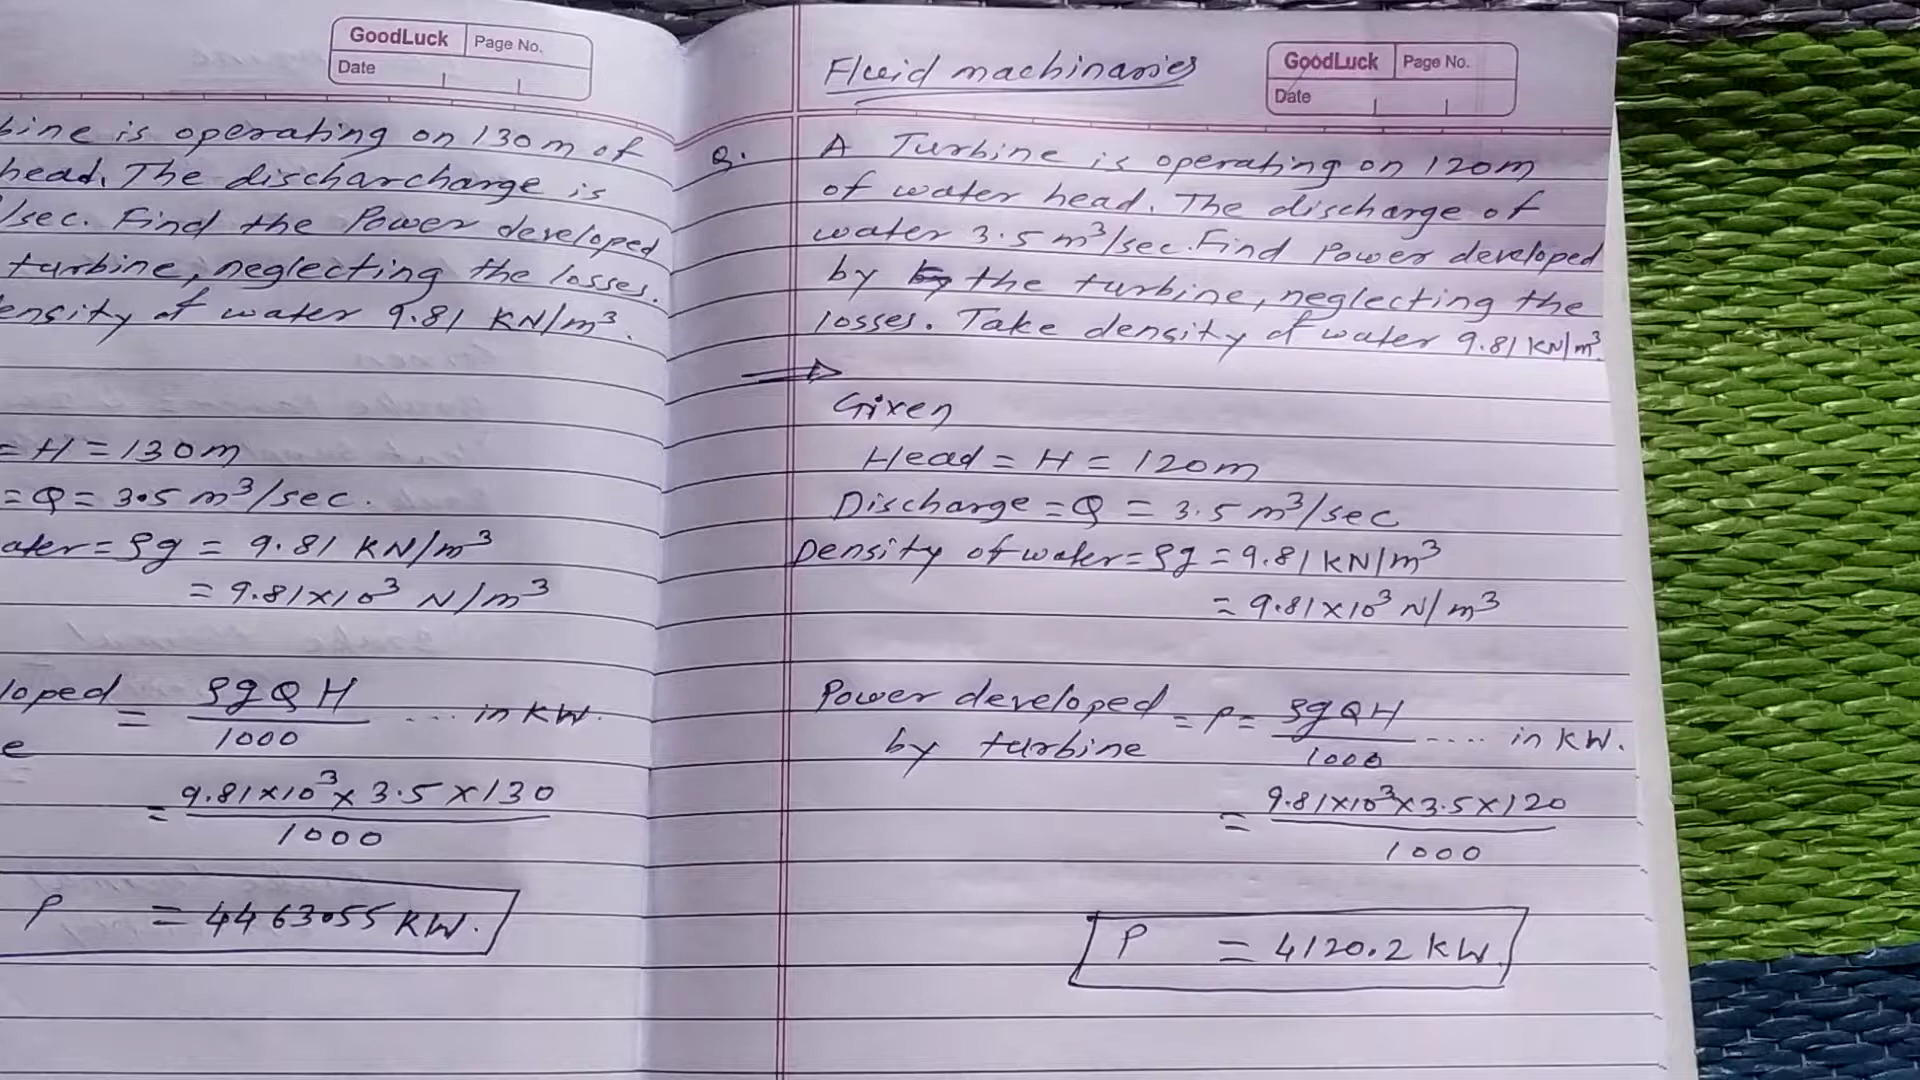 GoodLuck Page No.
Date
bine is operating on 130 m of
head. The discharcharge is
/sec. Find the Power developed
turbine, neglecting the losses.
ensity of water 9.81 KN/m³.
= H = 130m
= Q = 3.5 m³/sec.
ater = ρg = 9.81 KN/m³
= 9.81×10³ N/m³
loped = ρgQH / 1000 .... in KW.
e
= 9.81×10³×3.5×130 / 1000
P = 4463.055 KW.
Fluid machinaries
GoodLuck Page No.
Date
Q. A Turbine is operating on 120m
of water head. The discharge of
water 3.5 m³/sec. Find Power developed
by the turbine, neglecting the
losses. Take density of water 9.81 KN/m³.
⇒
Given
Head = H = 120m
Discharge = Q = 3.5 m³/sec
Density of water = ρg = 9.81 KN/m³
= 9.81×10³ N/m³
Power developed = P = ρgQH / 1000 .... in KW.
by turbine
= 9.81×10³×3.5×120 / 1000
P = 4120.2 KW.